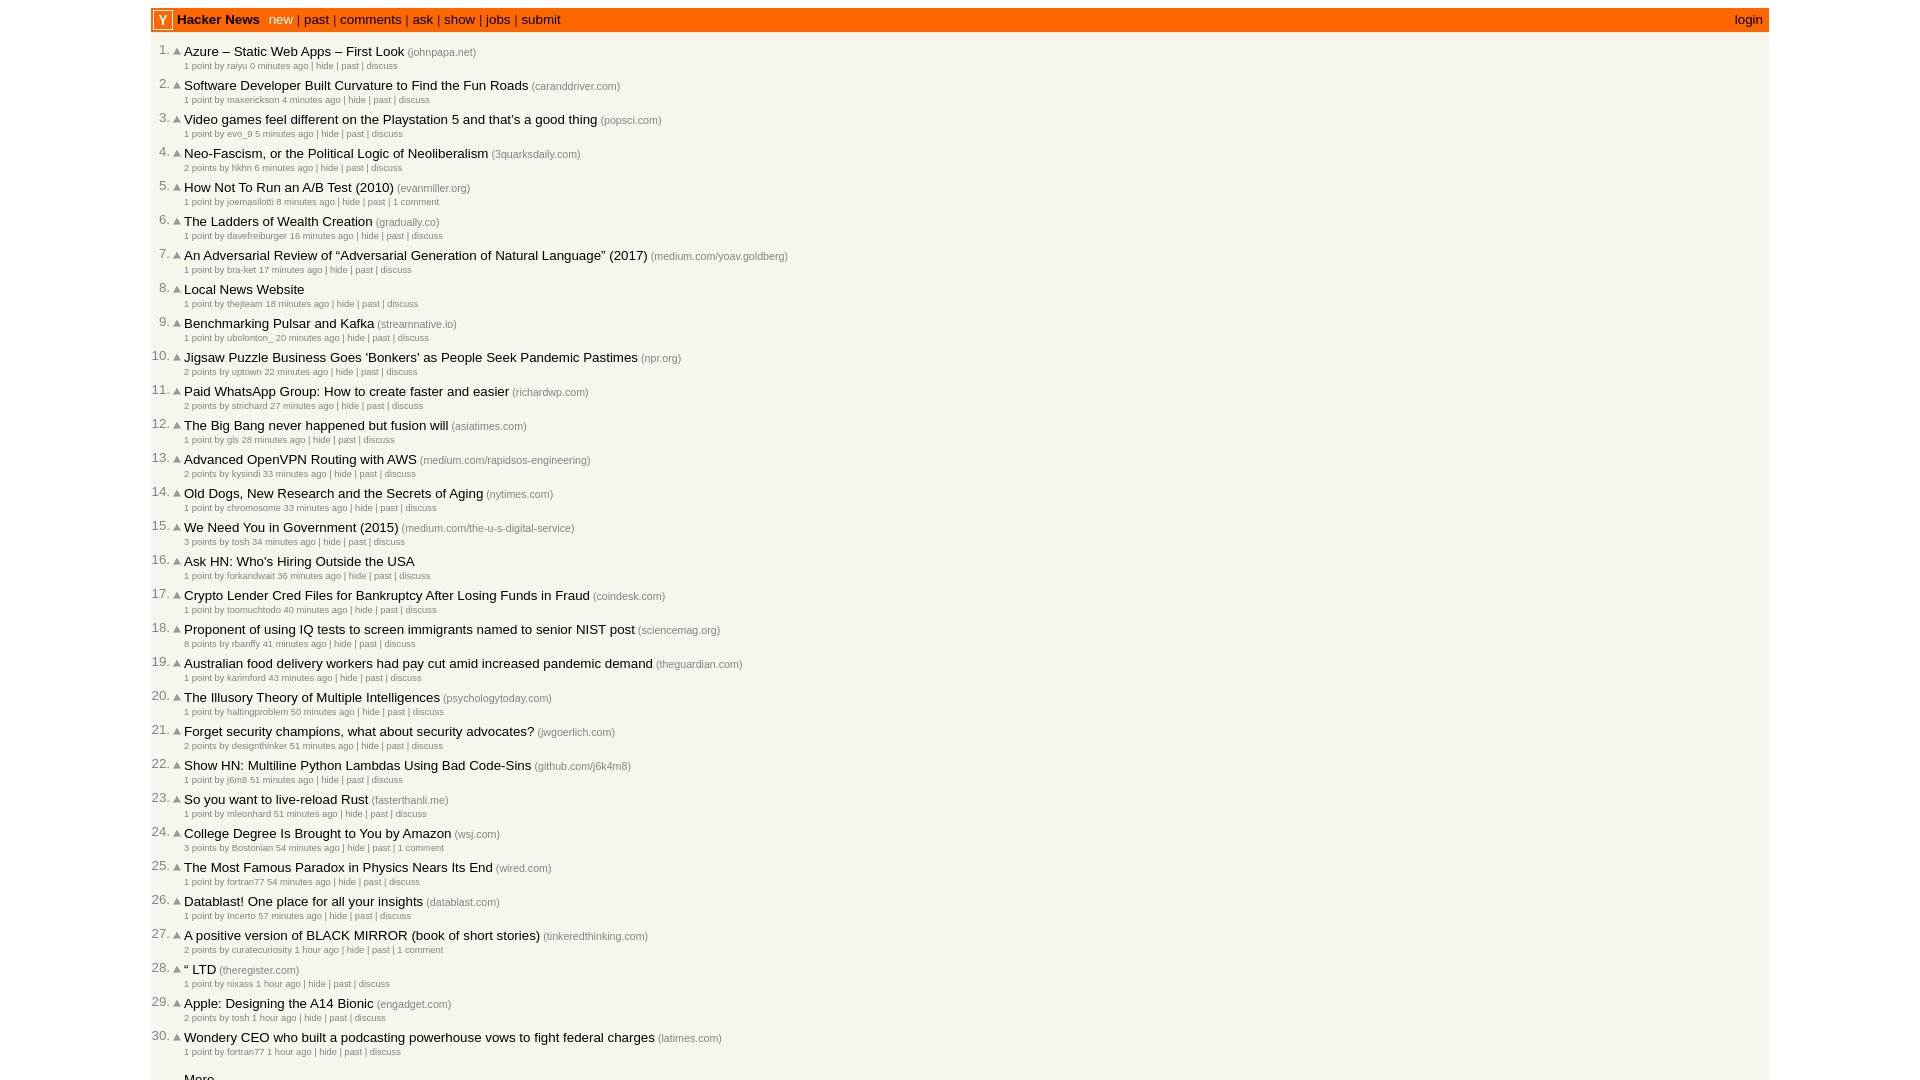 Y Hacker News new | past | comments | ask | show | jobs | submit login
1. Azure – Static Web Apps – First Look (johnpapa.net)
1 point by raiyu 0 minutes ago | hide | past | discuss
2. Software Developer Built Curvature to Find the Fun Roads (caranddriver.com)
1 point by maxerickson 4 minutes ago | hide | past | discuss
3. Video games feel different on the Playstation 5 and that’s a good thing (popsci.com)
1 point by evo_9 5 minutes ago | hide | past | discuss
4. Neo-Fascism, or the Political Logic of Neoliberalism (3quarksdaily.com)
2 points by hkhn 6 minutes ago | hide | past | discuss
5. How Not To Run an A/B Test (2010) (evanmiller.org)
1 point by joemasilotti 8 minutes ago | hide | past | 1 comment
6. The Ladders of Wealth Creation (gradually.co)
1 point by davefreiburger 16 minutes ago | hide | past | discuss
7. An Adversarial Review of “Adversarial Generation of Natural Language” (2017) (medium.com/yoav.goldberg)
1 point by bra-ket 17 minutes ago | hide | past | discuss
8. Local News Website
1 point by thejteam 18 minutes ago | hide | past | discuss
9. Benchmarking Pulsar and Kafka (streamnative.io)
1 point by ubolonton_ 20 minutes ago | hide | past | discuss
10. Jigsaw Puzzle Business Goes 'Bonkers' as People Seek Pandemic Pastimes (npr.org)
2 points by uptown 22 minutes ago | hide | past | discuss
11. Paid WhatsApp Group: How to create faster and easier (richardwp.com)
2 points by strichard 27 minutes ago | hide | past | discuss
12. The Big Bang never happened but fusion will (asiatimes.com)
1 point by gls 28 minutes ago | hide | past | discuss
13. Advanced OpenVPN Routing with AWS (medium.com/rapidsos-engineering)
2 points by kysindi 33 minutes ago | hide | past | discuss
14. Old Dogs, New Research and the Secrets of Aging (nytimes.com)
1 point by chromosome 33 minutes ago | hide | past | discuss
15. We Need You in Government (2015) (medium.com/the-u-s-digital-service)
3 points by tosh 34 minutes ago | hide | past | discuss
16. Ask HN: Who's Hiring Outside the USA
1 point by forkandwait 36 minutes ago | hide | past | discuss
17. Crypto Lender Cred Files for Bankruptcy After Losing Funds in Fraud (coindesk.com)
1 point by toomuchtodo 40 minutes ago | hide | past | discuss
18. Proponent of using IQ tests to screen immigrants named to senior NIST post (sciencemag.org)
8 points by rbanffy 41 minutes ago | hide | past | discuss
19. Australian food delivery workers had pay cut amid increased pandemic demand (theguardian.com)
1 point by karimford 43 minutes ago | hide | past | discuss
20. The Illusory Theory of Multiple Intelligences (psychologytoday.com)
1 point by haltingproblem 50 minutes ago | hide | past | discuss
21. Forget security champions, what about security advocates? (jwgoerlich.com)
2 points by designthinker 51 minutes ago | hide | past | discuss
22. Show HN: Multiline Python Lambdas Using Bad Code-Sins (github.com/j6k4m8)
1 point by j6m8 51 minutes ago | hide | past | discuss
23. So you want to live-reload Rust (fasterthanli.me)
1 point by mleonhard 51 minutes ago | hide | past | discuss
24. College Degree Is Brought to You by Amazon (wsj.com)
3 points by Bostonian 54 minutes ago | hide | past | 1 comment
25. The Most Famous Paradox in Physics Nears Its End (wired.com)
1 point by fortran77 54 minutes ago | hide | past | discuss
26. Datablast! One place for all your insights (datablast.com)
1 point by Incerto 57 minutes ago | hide | past | discuss
27. A positive version of BLACK MIRROR (book of short stories) (tinkeredthinking.com)
2 points by curatecuriosity 1 hour ago | hide | past | 1 comment
28. “ LTD (theregister.com)
1 point by nixass 1 hour ago | hide | past | discuss
29. Apple: Designing the A14 Bionic (engadget.com)
2 points by tosh 1 hour ago | hide | past | discuss
30. Wondery CEO who built a podcasting powerhouse vows to fight federal charges (latimes.com)
1 point by fortran77 1 hour ago | hide | past | discuss
More